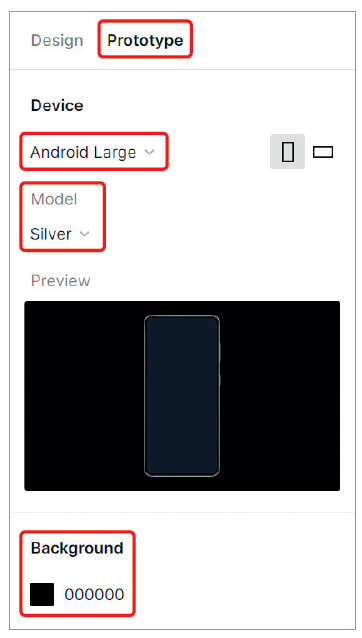 Design Prototype
Device
Android Large
Model
Silver
Preview
Background
000000